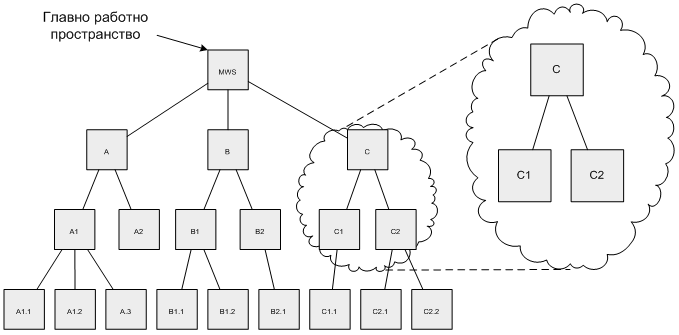 Главно работно
пространство
MWS
C
A
B
C
C1
C2
A1
A2
B1
B2
C1
C2
A1.1
A1.2
A.3
B1.1
B1.2
B2.1
C1.1
C2.1
C2.2